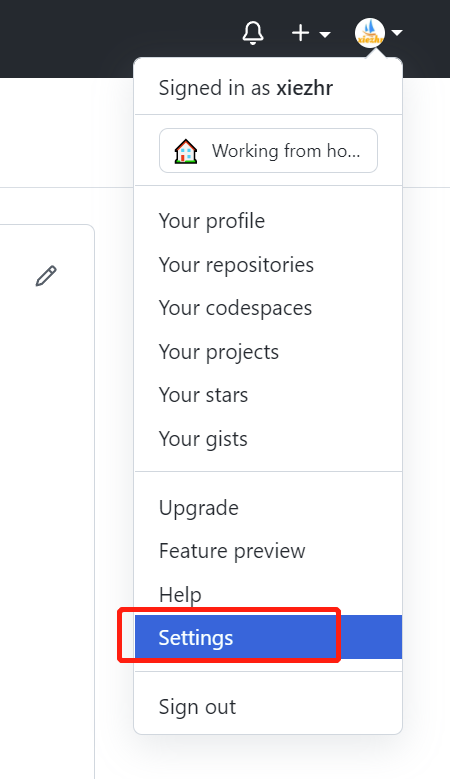 xiezhr
Signed in as xiezhr
Working from ho...
Your profile
Your repositories
Your codespaces
Your projects
Your stars
Your gists
Upgrade
Feature preview
Help
Settings
Sign out